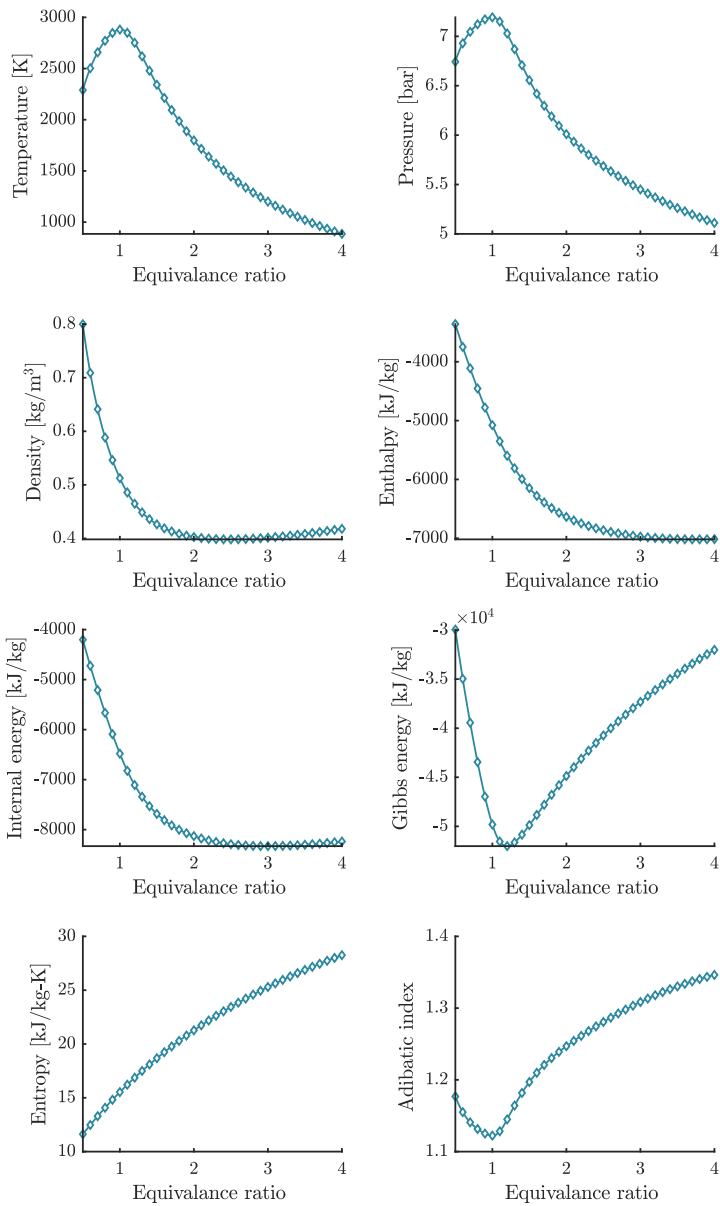 3000
2500
2000
1500
1000
Temperature [K]
1 2 3 4
Equivalance ratio
7
6.5
6
5.5
5
Pressure [bar]
1 2 3 4
Equivalance ratio
0.8
0.7
0.6
0.5
0.4
Density [kg/m³]
1 2 3 4
Equivalance ratio
-4000
-5000
-6000
-7000
Enthalpy [kJ/kg]
1 2 3 4
Equivalance ratio
-4000
-5000
-6000
-7000
-8000
Internal energy [kJ/kg]
1 2 3 4
Equivalance ratio
×10⁴
-3
-3.5
-4
-4.5
-5
Gibbs energy [kJ/kg]
1 2 3 4
Equivalance ratio
30
25
20
15
10
Entropy [kJ/kg-K]
1 2 3 4
Equivalance ratio
1.4
1.3
1.2
1.1
Adibatic index
1 2 3 4
Equivalance ratio